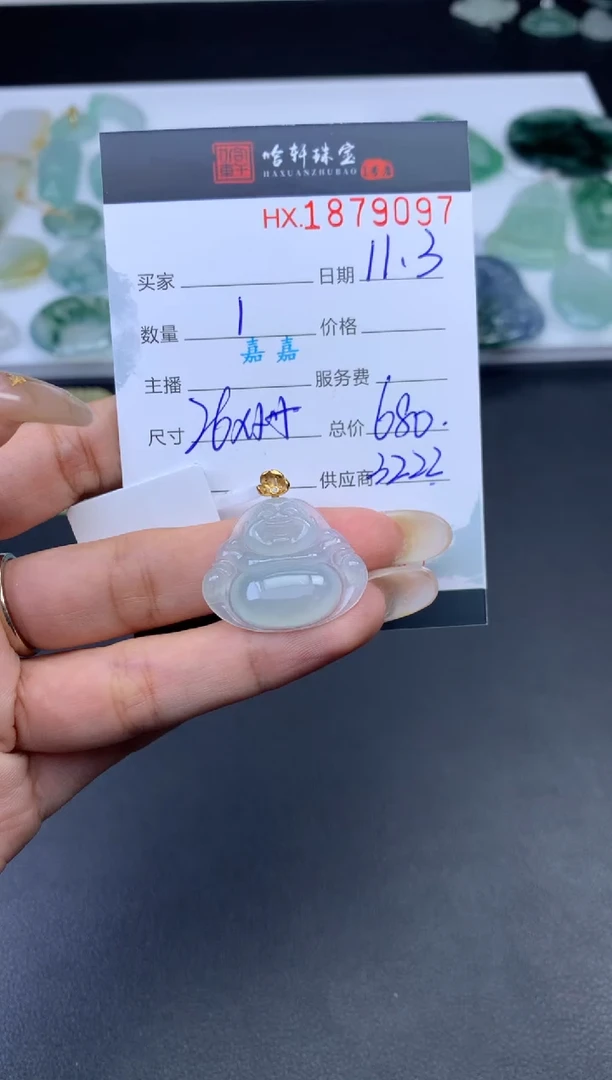 哈轩珠宝
HAXUANZHUBAO
HX.1879097
买家 日期 11.3
数量 1 价格
嘉嘉
主播 服务费
尺寸 总价 680.
供应商 3222